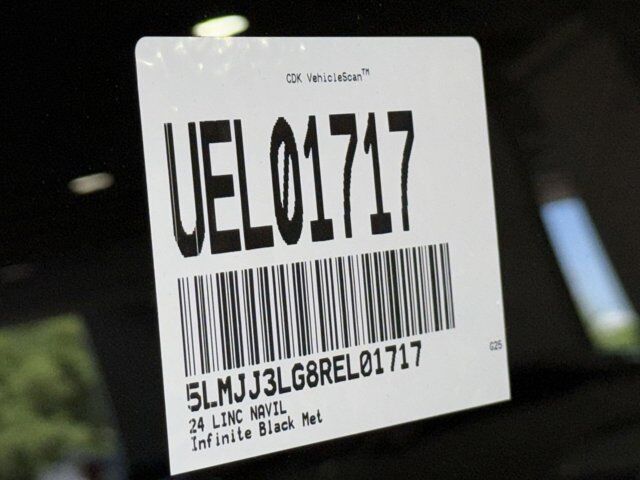 CDK VehicleScan™
UEL01717
5LMJJ3LG8REL01717
24 LINC NAVIL
Infinite Black Met
G25